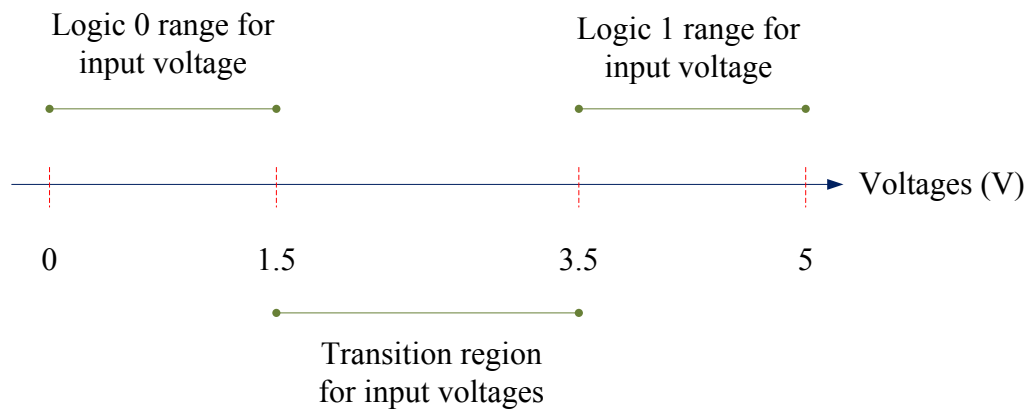 Logic 0 range for
input voltage
Logic 1 range for
input voltage
Voltages (V)
0
1.5
3.5
5
Transition region
for input voltages